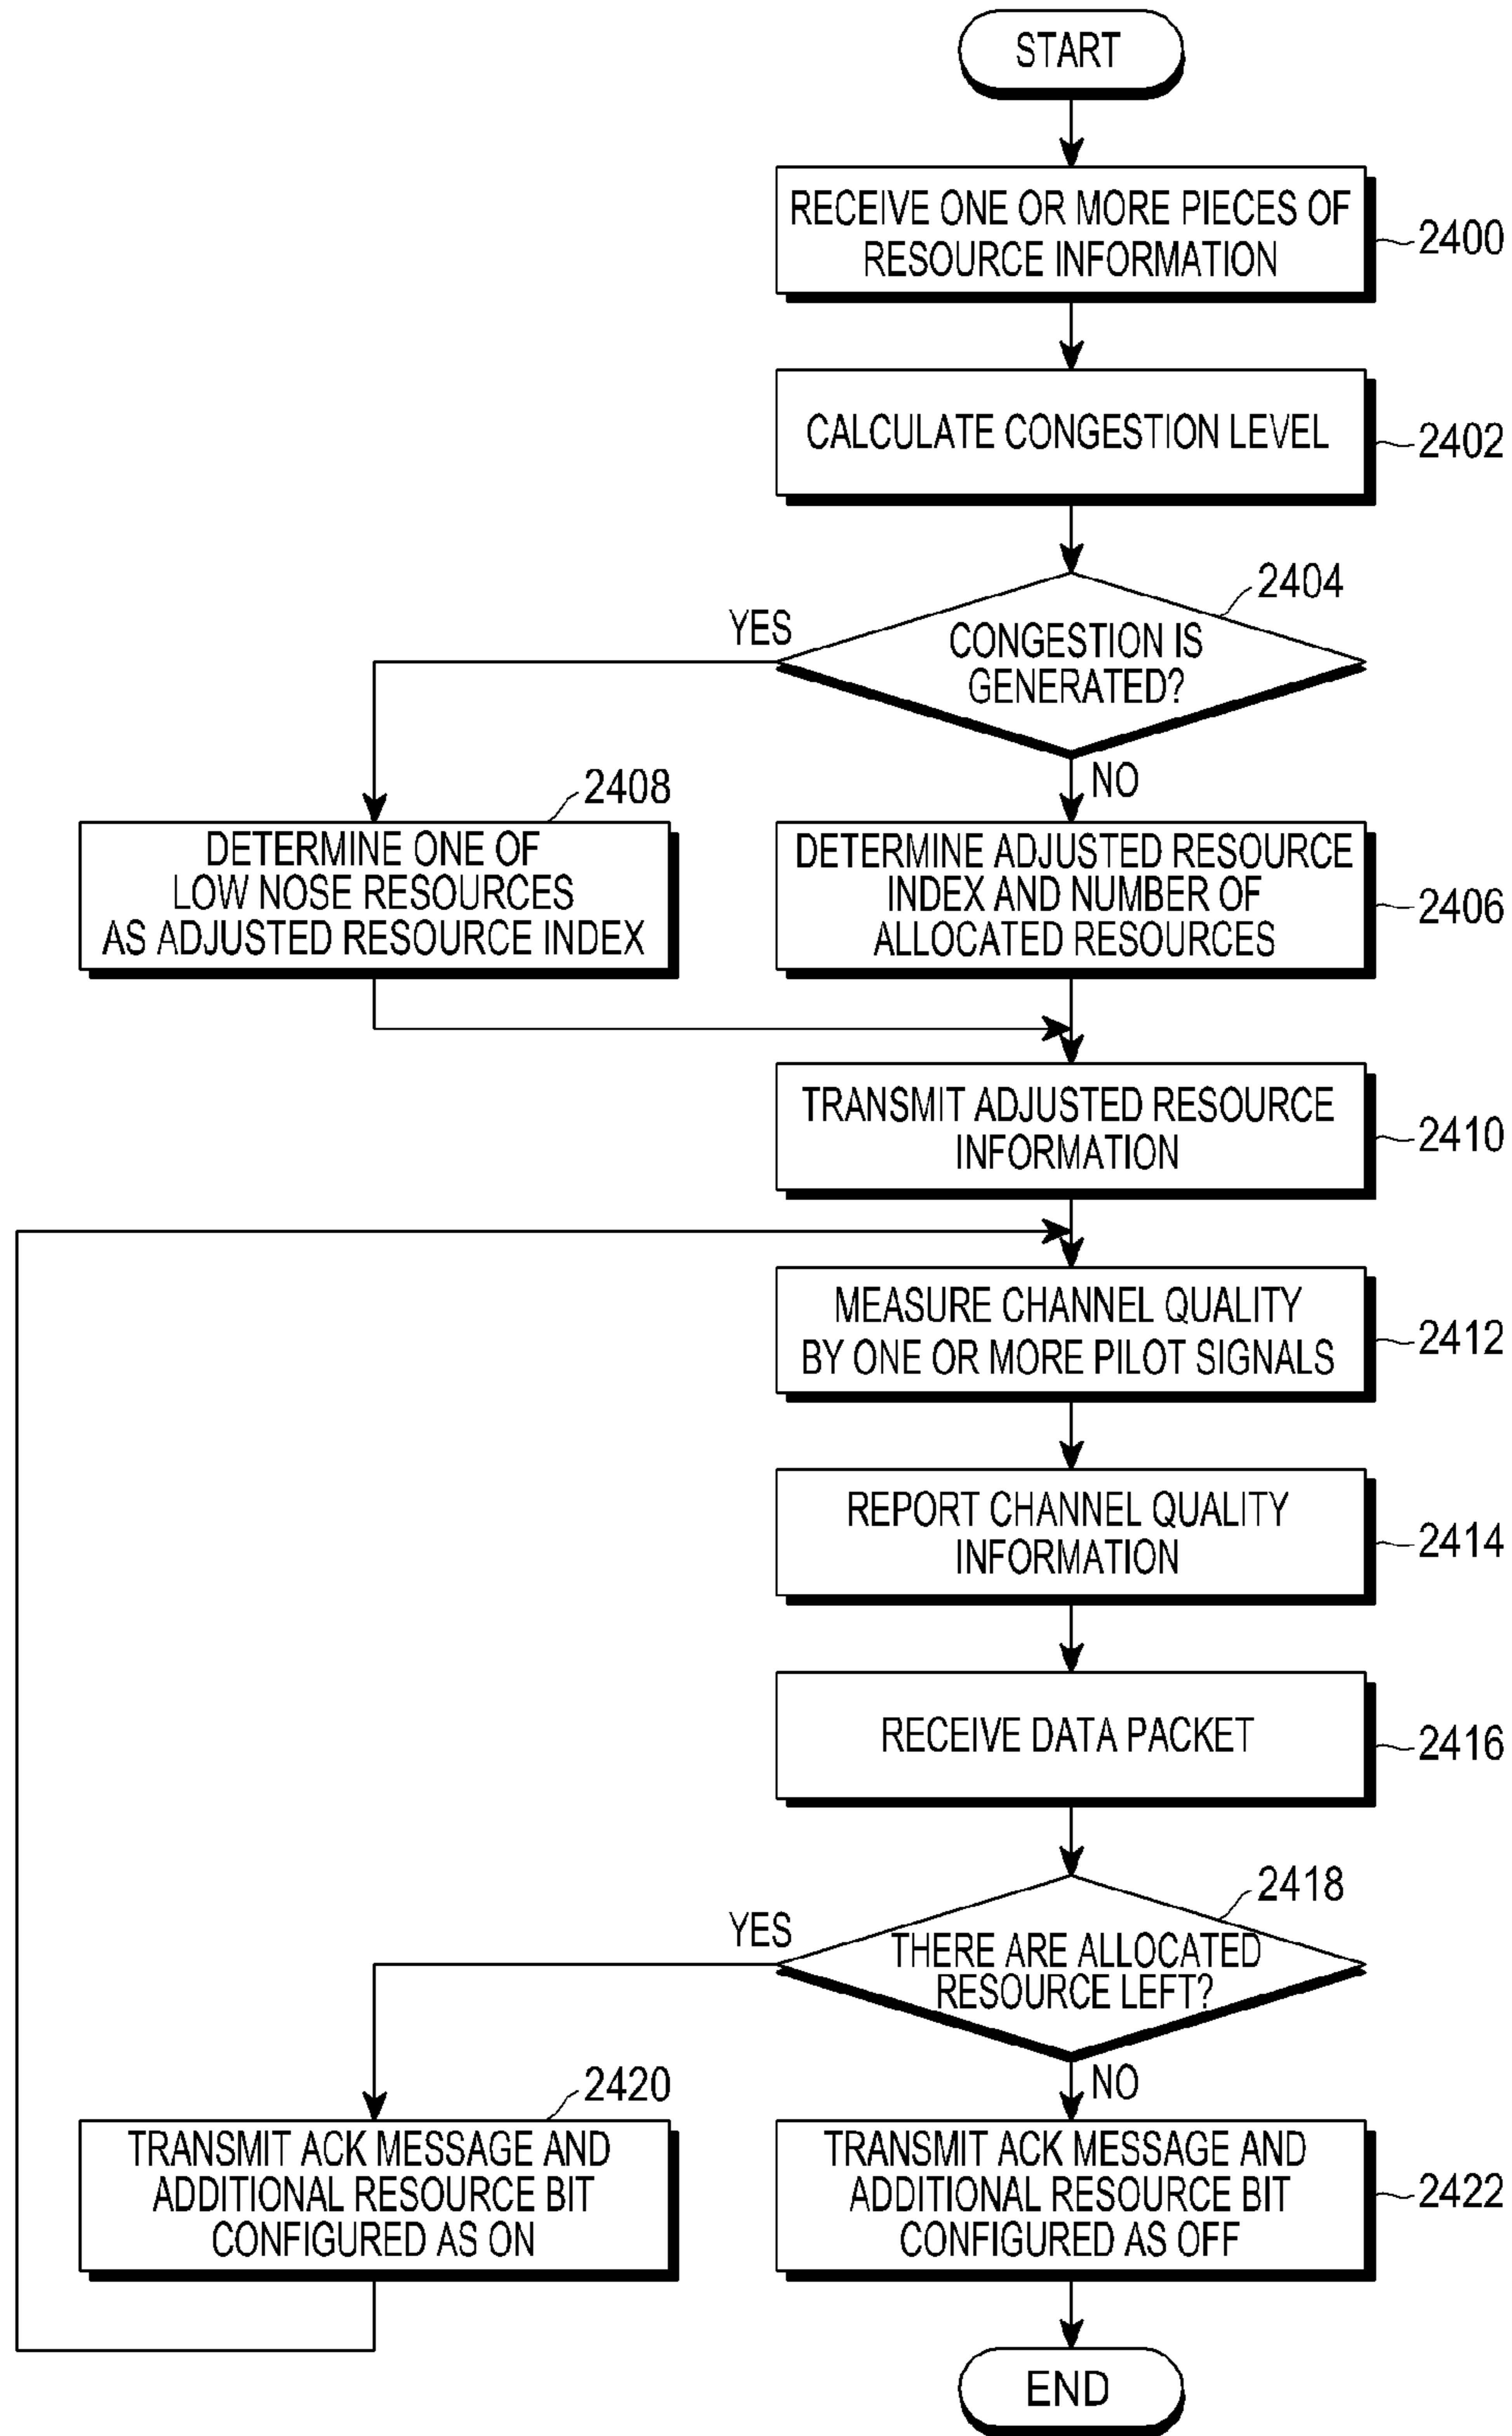 START
RECEIVE ONE OR MORE PIECES OF
RESOURCE INFORMATION
2400
CALCULATE CONGESTION LEVEL
2402
2404
YES
CONGESTION IS
GENERATED?
NO
2408
DETERMINE ONE OF
LOW NOSE RESOURCES
AS ADJUSTED RESOURCE INDEX
DETERMINE ADJUSTED RESOURCE
INDEX AND NUMBER OF
ALLOCATED RESOURCES
2406
TRANSMIT ADJUSTED RESOURCE
INFORMATION
2410
MEASURE CHANNEL QUALITY
BY ONE OR MORE PILOT SIGNALS
2412
REPORT CHANNEL QUALITY
INFORMATION
2414
RECEIVE DATA PACKET
2416
2418
YES
THERE ARE ALLOCATED
RESOURCE LEFT?
NO
2420
TRANSMIT ACK MESSAGE AND
ADDITIONAL RESOURCE BIT
CONFIGURED AS ON
TRANSMIT ACK MESSAGE AND
ADDITIONAL RESOURCE BIT
CONFIGURED AS OFF
2422
END